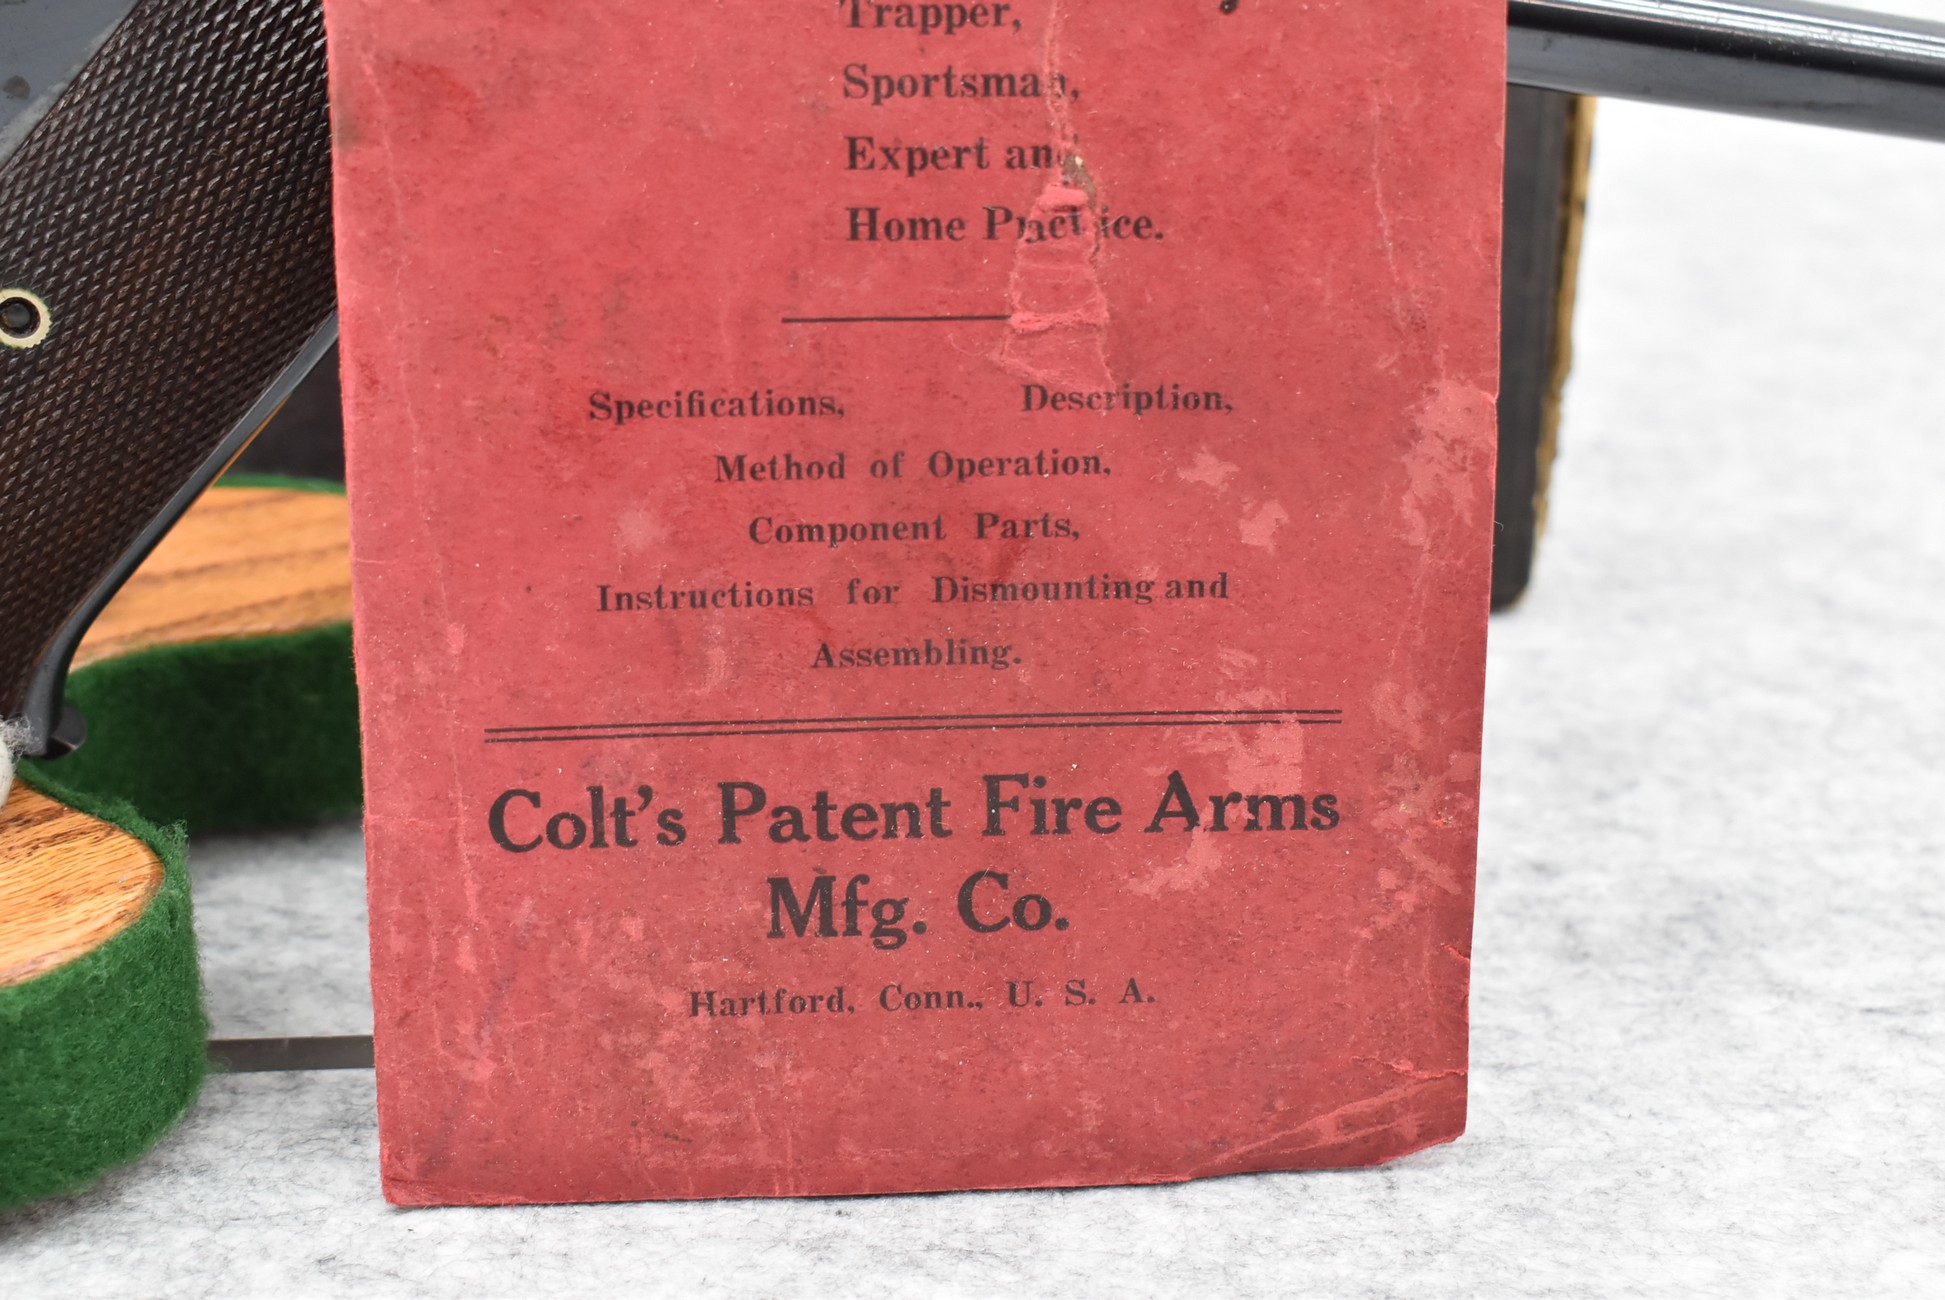 Trapper,
Sportsman,
Expert and
Home Practice.
Specifications, Description,
Method of Operation,
Component Parts,
Instructions for Dismounting and
Assembling.
Colt's Patent Fire Arms
Mfg. Co.
Hartford, Conn., U. S. A.